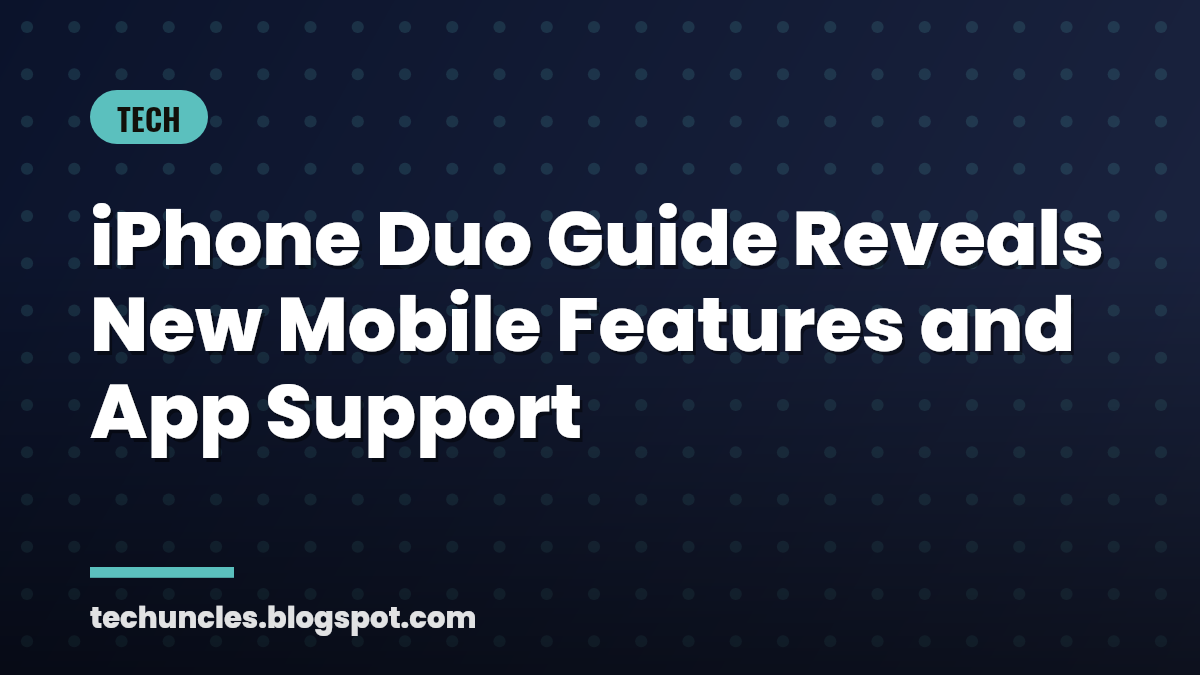 TECH
iPhone Duo Guide Reveals
New Mobile Features and
App Support
techuncles.blogspot.com